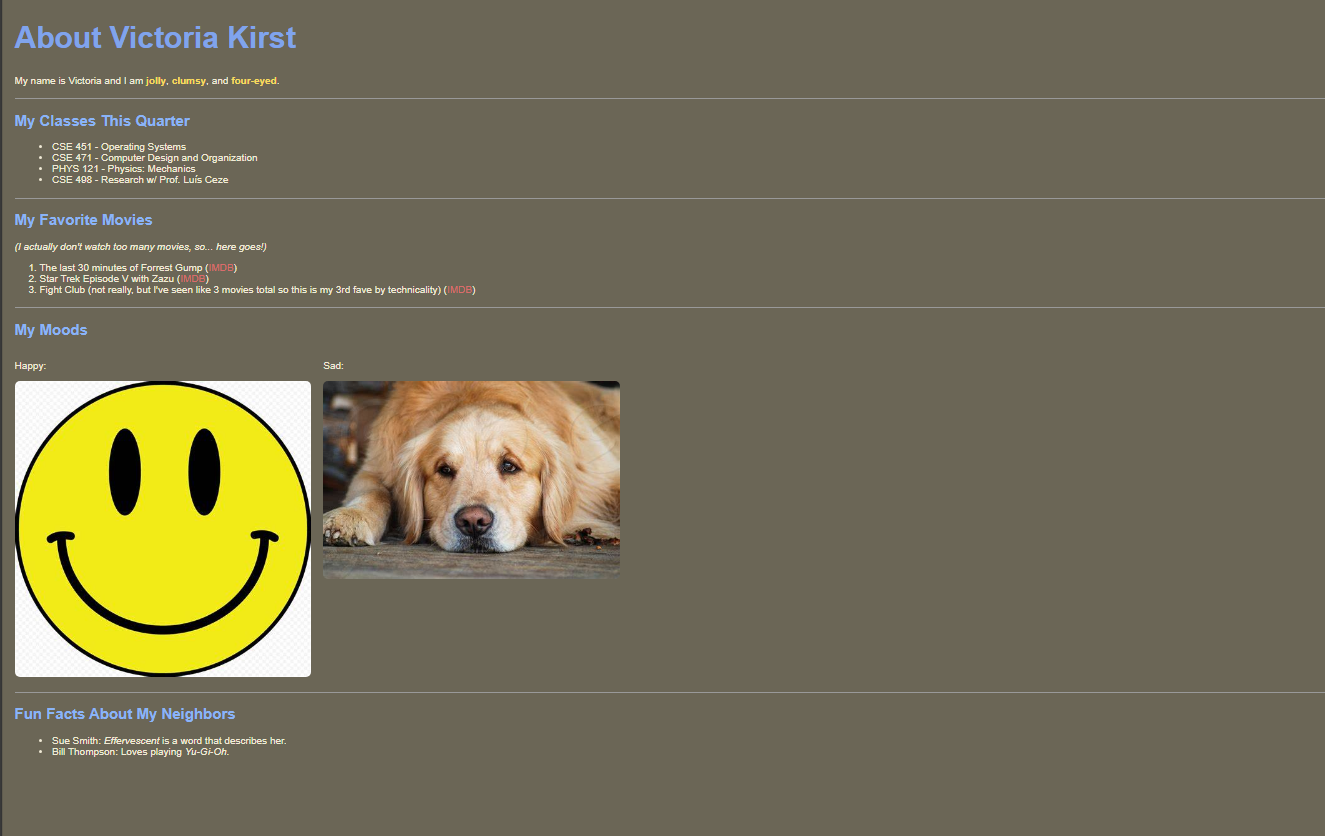 About Victoria Kirst
My name is Victoria and I am jolly, clumsy, and four-eyed.
My Classes This Quarter
• CSE 451 - Operating Systems
• CSE 471 - Computer Design and Organization
• PHYS 121 - Physics: Mechanics
• CSE 498 - Research w/ Prof. Luís Ceze
My Favorite Movies
(I actually don't watch too many movies, so... here goes!)
1. The last 30 minutes of Forrest Gump (IMDB)
2. Star Trek Episode V with Zazu (IMDB)
3. Fight Club (not really, but I've seen like 3 movies total so this is my 3rd fave by technicality) (IMDB)
My Moods
Happy:
Sad:
Fun Facts About My Neighbors
• Sue Smith: Effervescent is a word that describes her.
• Bill Thompson: Loves playing Yu-Gi-Oh.